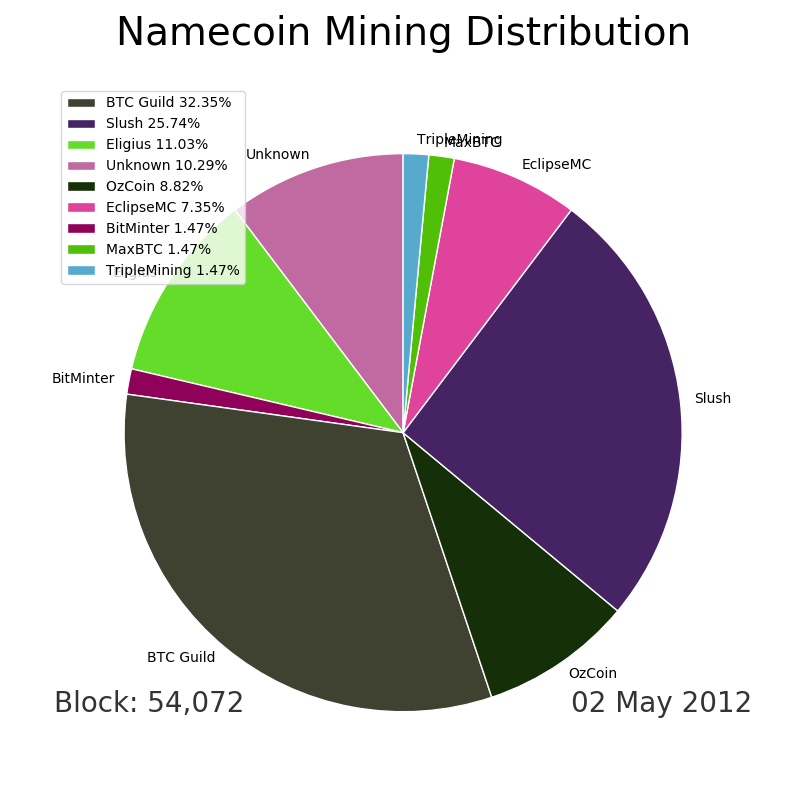 Namecoin Mining Distribution
BTC Guild 32.35%
Slush 25.74%
Eligius 11.03%
Unknown 10.29%
OzCoin 8.82%
EclipseMC 7.35%
BitMinter 1.47%
MaxBTC 1.47%
TripleMining 1.47%
TripleMining
MaxBTC
EclipseMC
Unknown
BitMinter
Slush
BTC Guild
OzCoin
Block: 54,072
02 May 2012